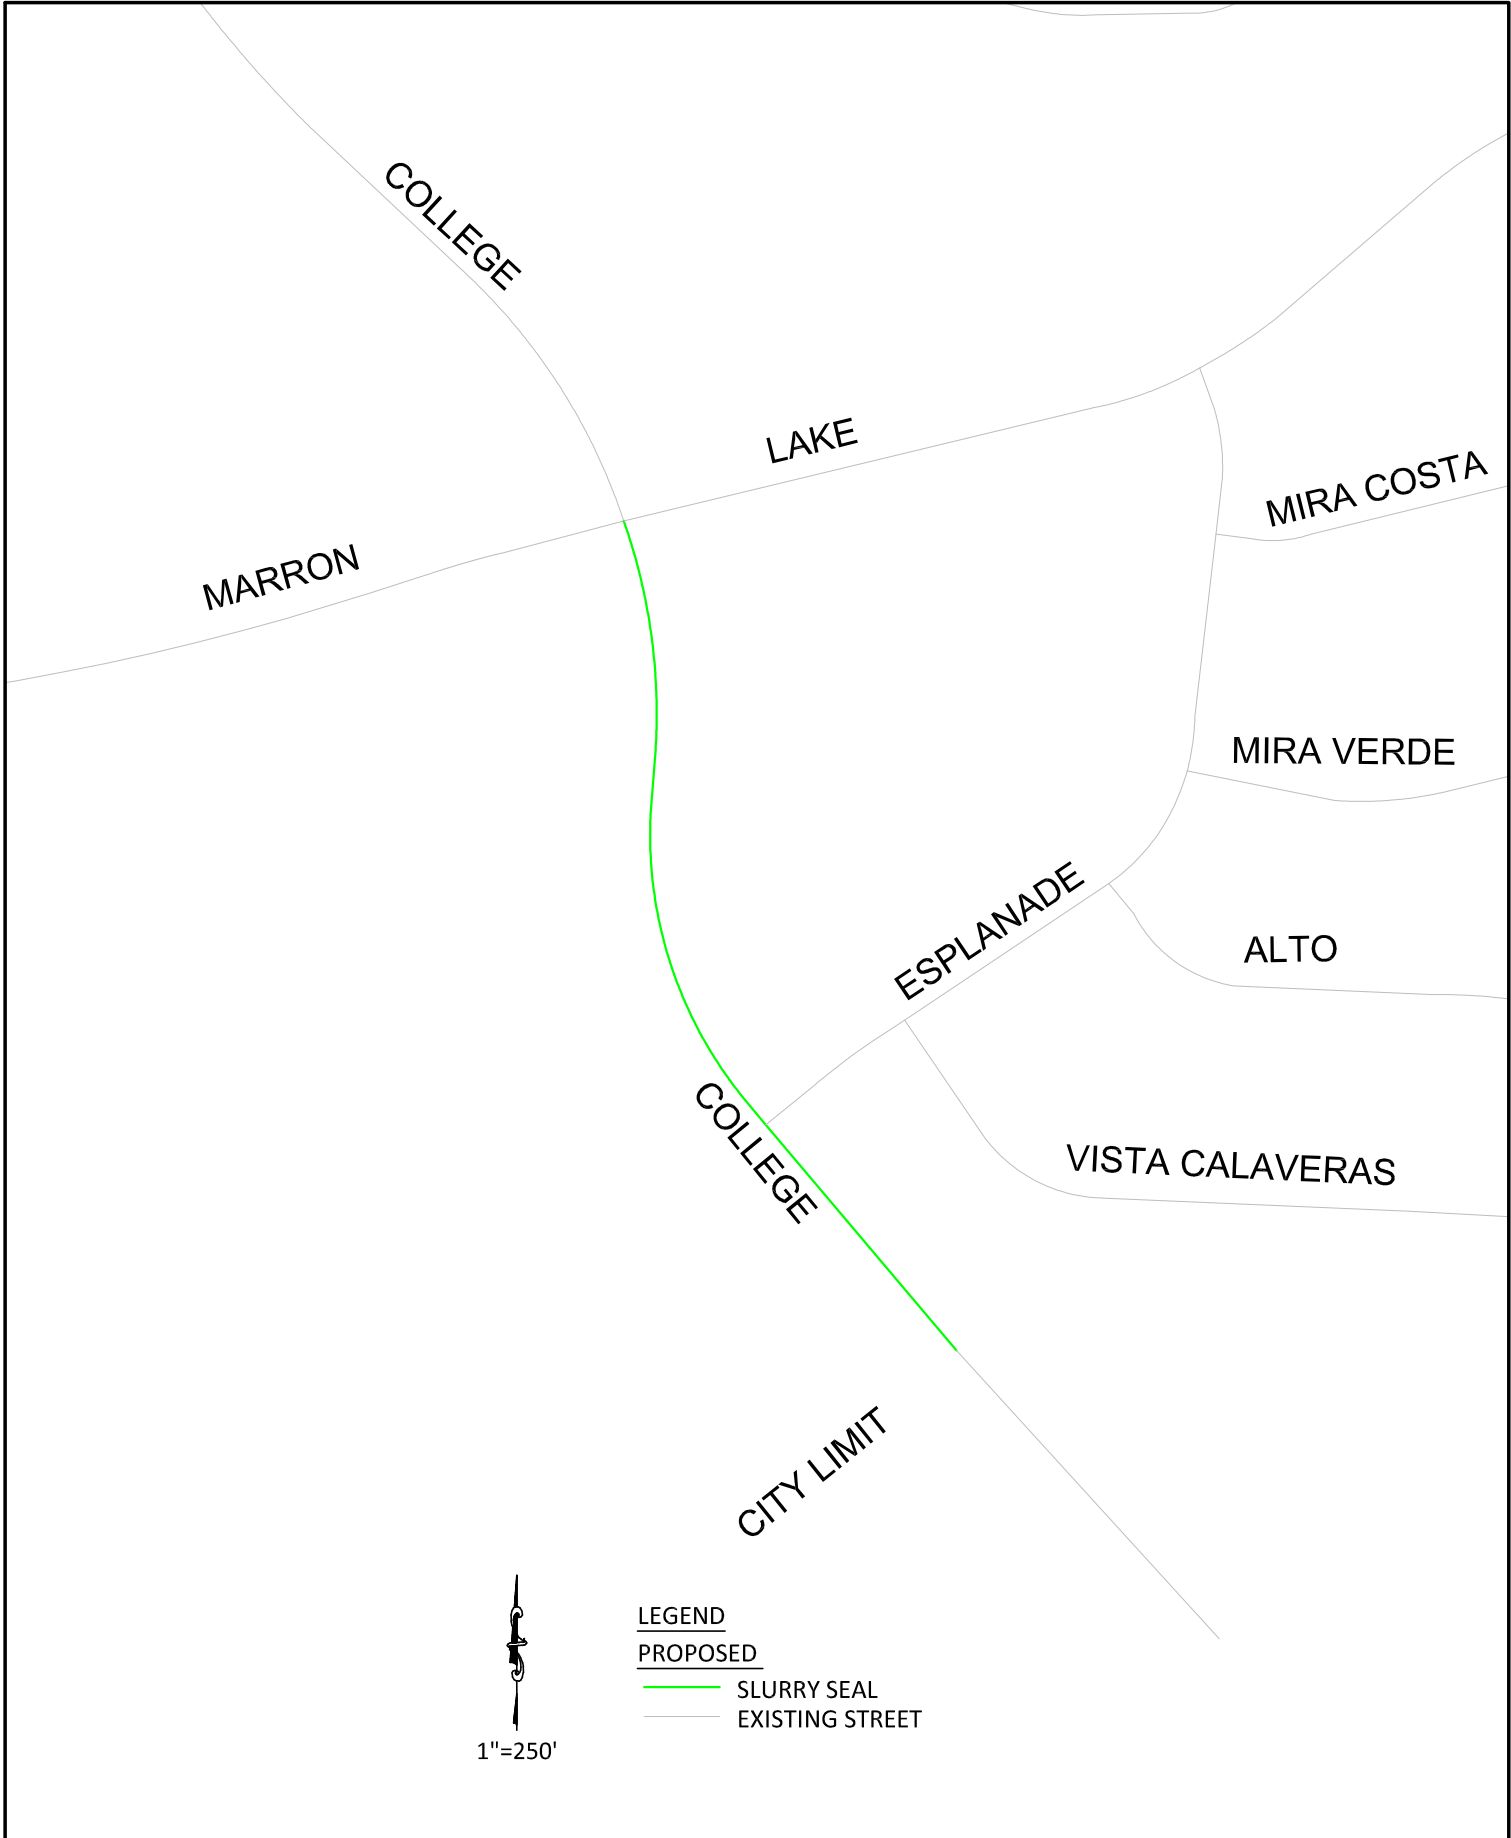 COLLEGE
LAKE
MIRA COSTA
MARRON
MIRA VERDE
ESPLANADE
ALTO
COLLEGE
VISTA CALAVERAS
CITY LIMIT
LEGEND
PROPOSED
SLURRY SEAL
EXISTING STREET
1"=250'